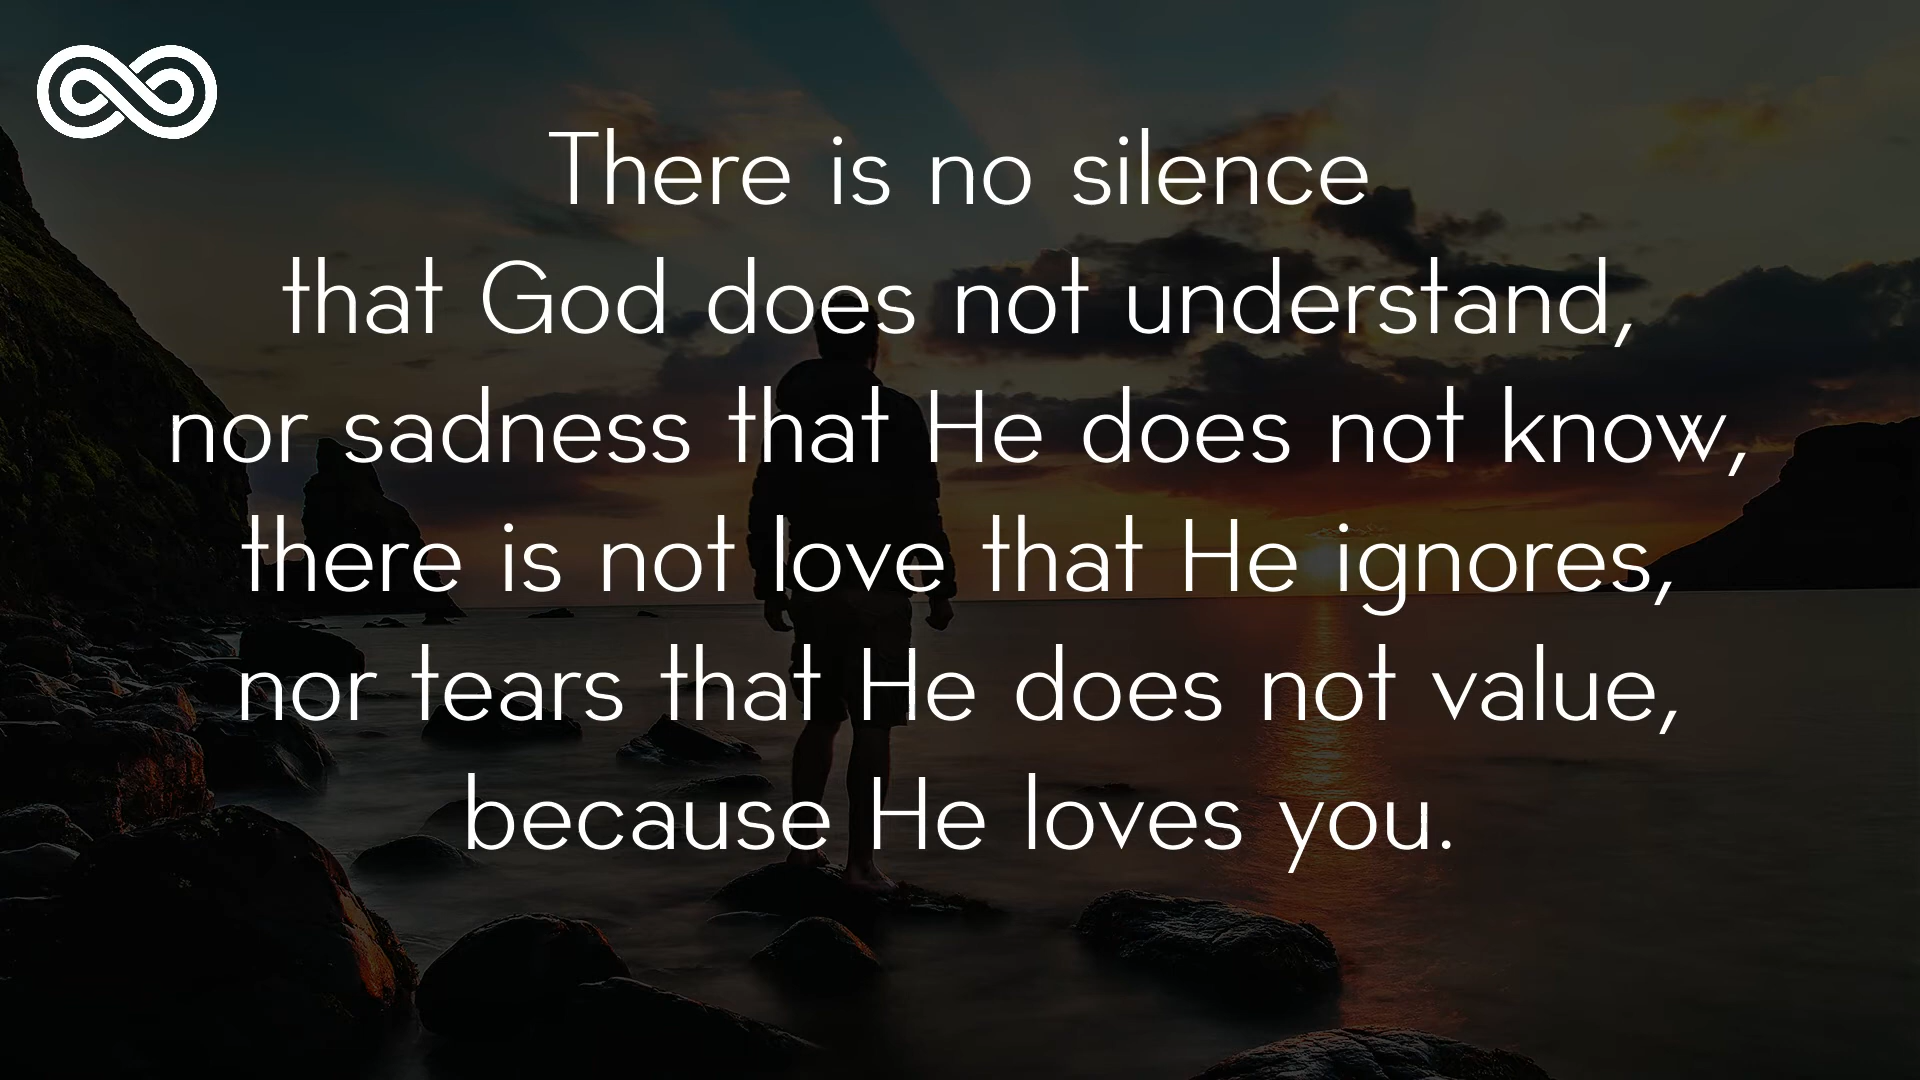 There is no silence
that God does not understand,
nor sadness that He does not know,
there is not love that He ignores,
nor tears that He does not value,
because He loves you.